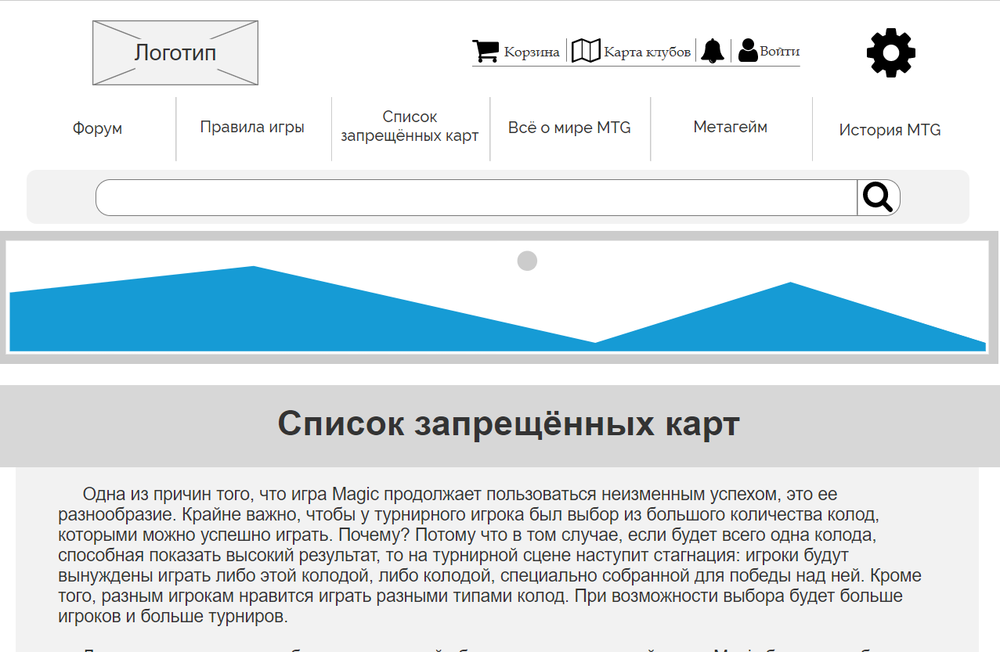 Логотип
Корзина
Карта клубов
Войти
Форум
Правила игры
Список
запрещённых карт
Всё о мире MTG
Метагейм
История MTG
Список запрещённых карт
Одна из причин того, что игра Magic продолжает пользоваться неизменным успехом, это ее
разнообразие. Крайне важно, чтобы у турнирного игрока был выбор из большого количества колод,
которыми можно успешно играть. Почему? Потому что в том случае, если будет всего одна колода,
способная показать высокий результат, то на турнирной сцене наступит стагнация: игроки будут
вынуждены играть либо этой колодой, либо колодой, специально собранной для победы над ней. Кроме
того, разным игрокам нравится играть разными типами колод. При возможности выбора будет больше
игроков и больше турниров.